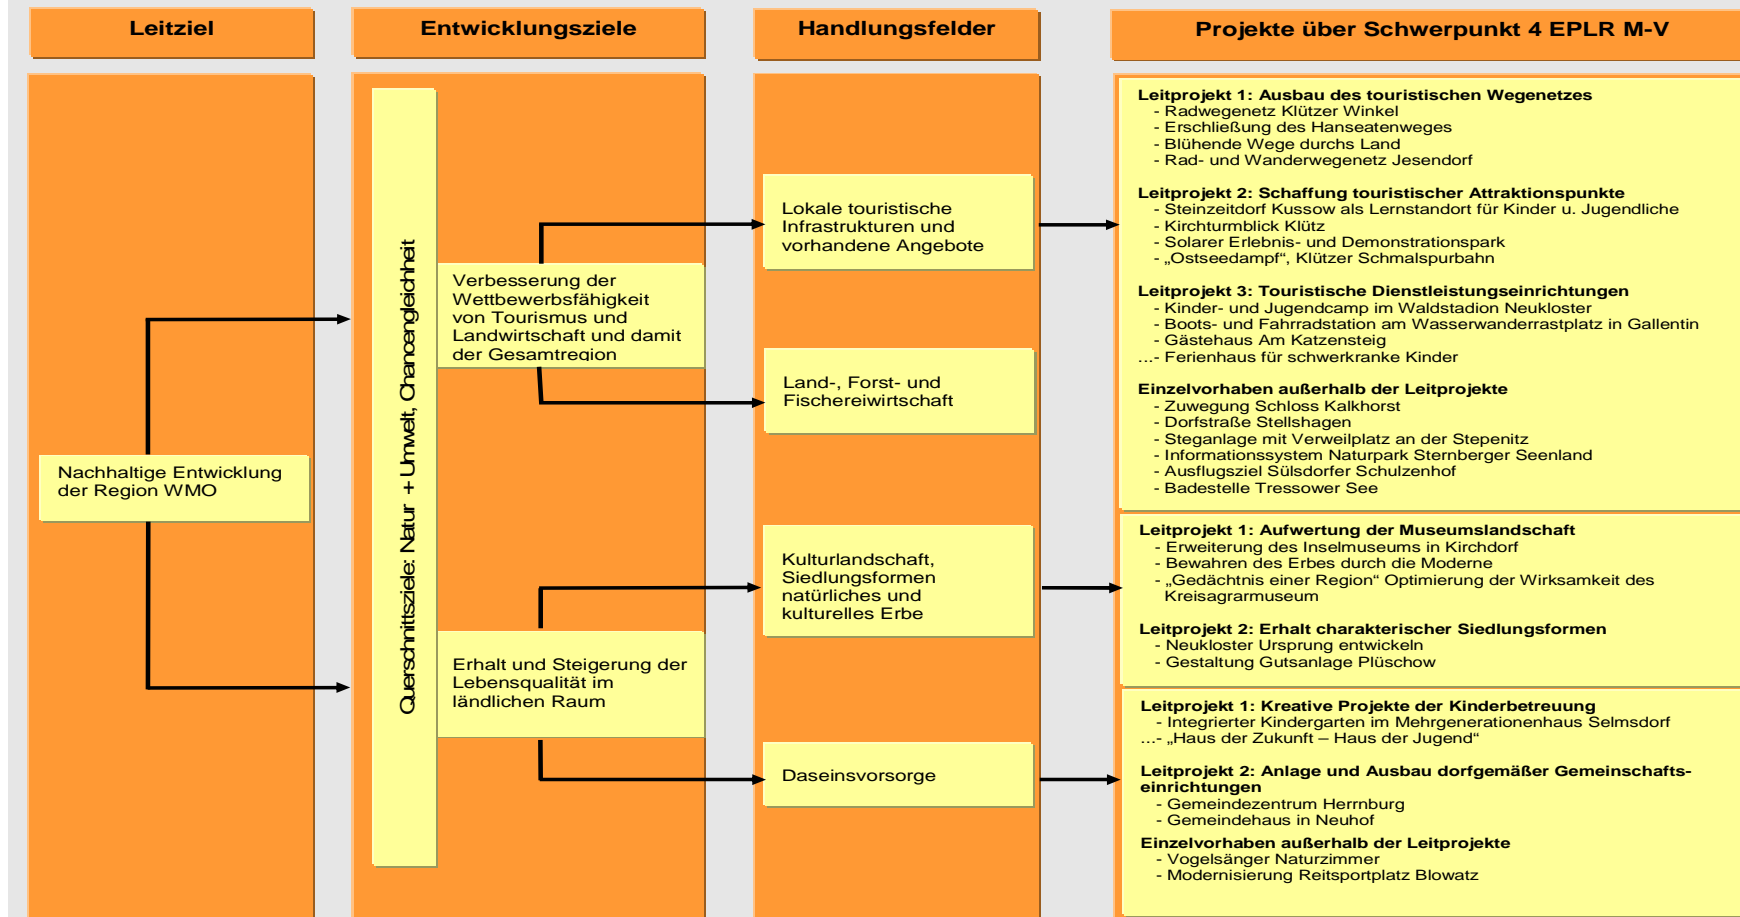 Leitziel
Entwicklungsziele
Handlungsfelder
Projekte über Schwerpunkt 4 EPLR M-V
Nachhaltige Entwicklung
der Region WMO
Querschnittsziele: Natur + Umwelt, Chancengleichheit
Verbesserung der
Wettbewerbsfähigkeit
von Tourismus und
Landwirtschaft und damit
der Gesamtregion
Erhalt und Steigerung der
Lebensqualität im
ländlichen Raum
Lokale touristische
Infrastrukturen und
vorhandene Angebote
Land-, Forst- und
Fischereiwirtschaft
Kulturlandschaft,
Siedlungsformen
natürliches und
kulturelles Erbe
Daseinsvorsorge
Leitprojekt 1: Ausbau des touristischen Wegenetzes
- Radwegenetz Klützer Winkel
- Erschließung des Hanseatenweges
- Blühende Wege durchs Land
- Rad- und Wanderwegenetz Jesendorf
Leitprojekt 2: Schaffung touristischer Attraktionspunkte
- Steinzeitdorf Kussow als Lernstandort für Kinder u. Jugendliche
- Kirchturmblick Klütz
- Solarer Erlebnis- und Demonstrationspark
- „Ostseedampf“, Klützer Schmalspurbahn
Leitprojekt 3: Touristische Dienstleistungseinrichtungen
- Kinder- und Jugendcamp im Waldstadion Neukloster
- Boots- und Fahrradstation am Wasserwanderrastplatz in Gallentin
- Gästehaus Am Katzensteig
...- Ferienhaus für schwerkranke Kinder
Einzelvorhaben außerhalb der Leitprojekte
- Zuwegung Schloss Kalkhorst
- Dorfstraße Stellshagen
- Steganlage mit Verweilplatz an der Stepenitz
- Informationssystem Naturpark Sternberger Seenland
- Ausflugsziel Sülsdorfer Schulzenhof
- Badestelle Tressower See
Leitprojekt 1: Aufwertung der Museumslandschaft
- Erweiterung des Inselmuseums in Kirchdorf
- Bewahren des Erbes durch die Moderne
- „Gedächtnis einer Region“ Optimierung der Wirksamkeit des
Kreisagrarmuseum
Leitprojekt 2: Erhalt charakterischer Siedlungsformen
- Neukloster Ursprung entwickeln
- Gestaltung Gutsanlage Plüschow
Leitprojekt 1: Kreative Projekte der Kinderbetreuung
- Integrierter Kindergarten im Mehrgenerationenhaus Selmsdorf
...- „Haus der Zukunft – Haus der Jugend“
Leitprojekt 2: Anlage und Ausbau dorfgemäßer Gemeinschafts-
einrichtungen
- Gemeindezentrum Herrnburg
- Gemeindehaus in Neuhof
Einzelvorhaben außerhalb der Leitprojekte
- Vogelsänger Naturzimmer
- Modernisierung Reitsportplatz Blowatz